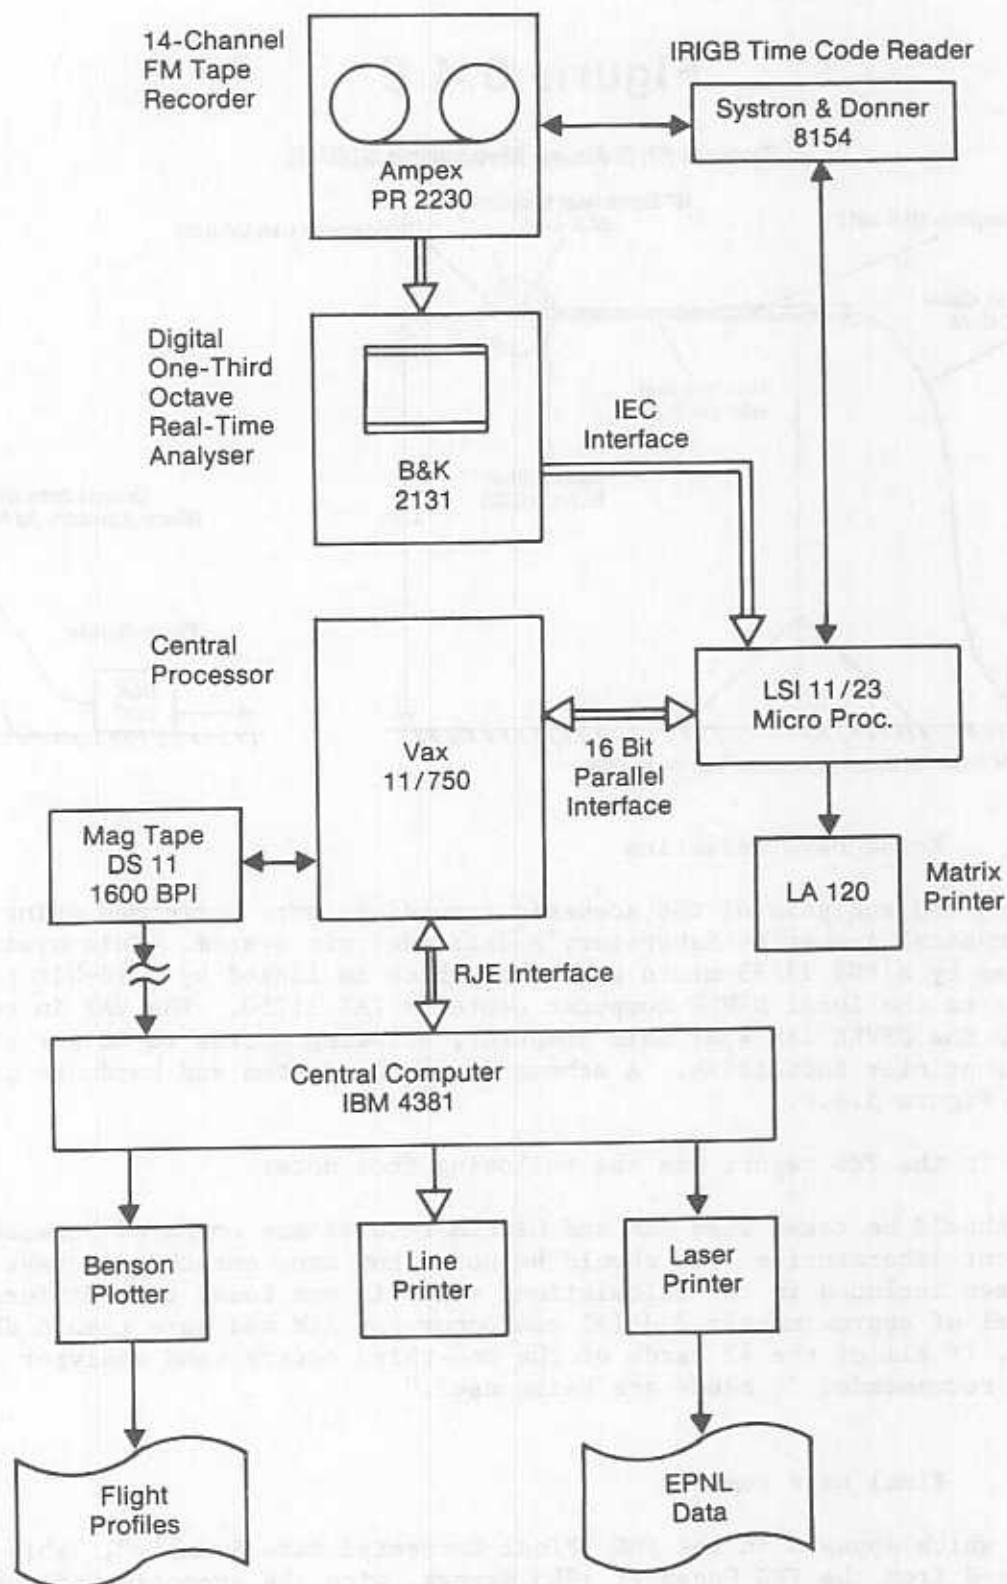 14-Channel
FM Tape
Recorder
Ampex
PR 2230
IRIGB Time Code Reader
Systron & Donner
8154
Digital
One-Third
Octave
Real-Time
Analyser
B&K
2131
IEC
Interface
Central
Processor
Vax
11/750
LSI 11/23
Micro Proc.
16 Bit
Parallel
Interface
Mag Tape
DS 11
1600 BPI
LA 120
Matrix
Printer
RJE Interface
Central Computer
IBM 4381
Benson
Plotter
Line
Printer
Laser
Printer
Flight
Profiles
EPNL
Data